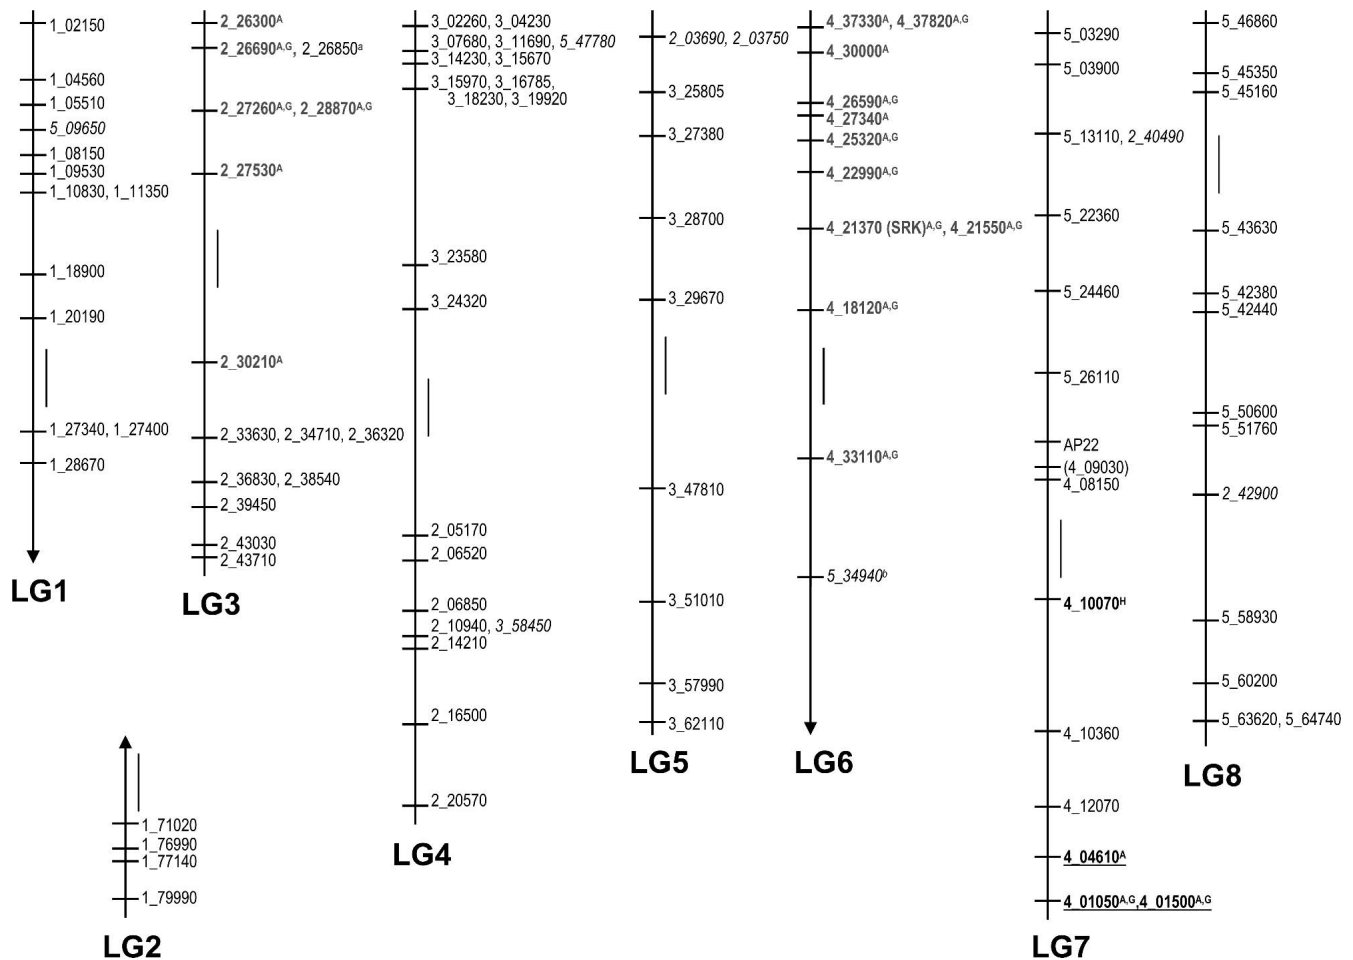 1_02150
1_04560
1_05510
5_09650
1_08150
1_09530
1_10830, 1_11350
1_18900
1_20190
1_27340, 1_27400
1_28670
LG1
1_71020
1_76990
1_77140
1_79990
LG2
2_26300ᴬ
2_26690ᴬ,ᴳ, 2_26850ᵃ
2_27260ᴬ,ᴳ, 2_28870ᴬ,ᴳ
2_27530ᴬ
2_30210ᴬ
2_33630, 2_34710, 2_36320
2_36830, 2_38540
2_39450
2_43030
2_43710
LG3
3_02260, 3_04230
3_07680, 3_11690, 5_47780
3_14230, 3_15670
3_15970, 3_16785,
3_18230, 3_19920
3_23580
3_24320
2_05170
2_06520
2_06850
2_10940, 3_58450
2_14210
2_16500
2_20570
LG4
2_03690, 2_03750
3_25805
3_27380
3_28700
3_29670
3_47810
3_51010
3_57990
3_62110
LG5
4_37330ᴬ, 4_37820ᴬ,ᴳ
4_30000ᴬ
4_26590ᴬ,ᴳ
4_27340ᴬ
4_25320ᴬ,ᴳ
4_22990ᴬ,ᴳ
4_21370 (SRK)ᴬ,ᴳ, 4_21550ᴬ,ᴳ
4_18120ᴬ,ᴳ
4_33110ᴬ,ᴳ
5_34940ᵇ
LG6
5_03290
5_03900
5_13110, 2_40490
5_22360
5_24460
5_26110
AP22
(4_09030)
4_08150
4_10070ᴴ
4_10360
4_12070
4_04610ᴬ
4_01050ᴬ,ᴳ,4_01500ᴬ,ᴳ
LG7
5_46860
5_45350
5_45160
5_43630
5_42380
5_42440
5_50600
5_51760
2_42900
5_58930
5_60200
5_63620, 5_64740
LG8